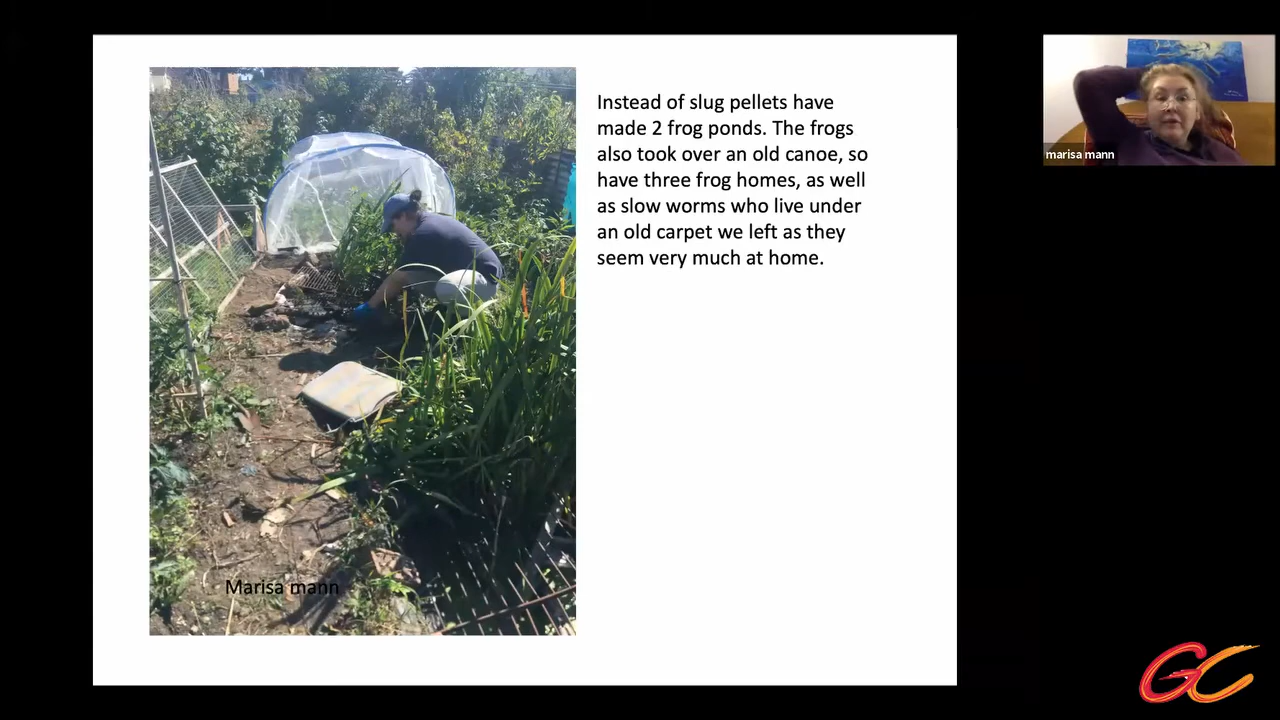 Instead of slug pellets have
made 2 frog ponds. The frogs
also took over an old canoe, so
have three frog homes, as well
as slow worms who live under
an old carpet we left as they
seem very much at home.
Marisa mann
marisa mann
GC